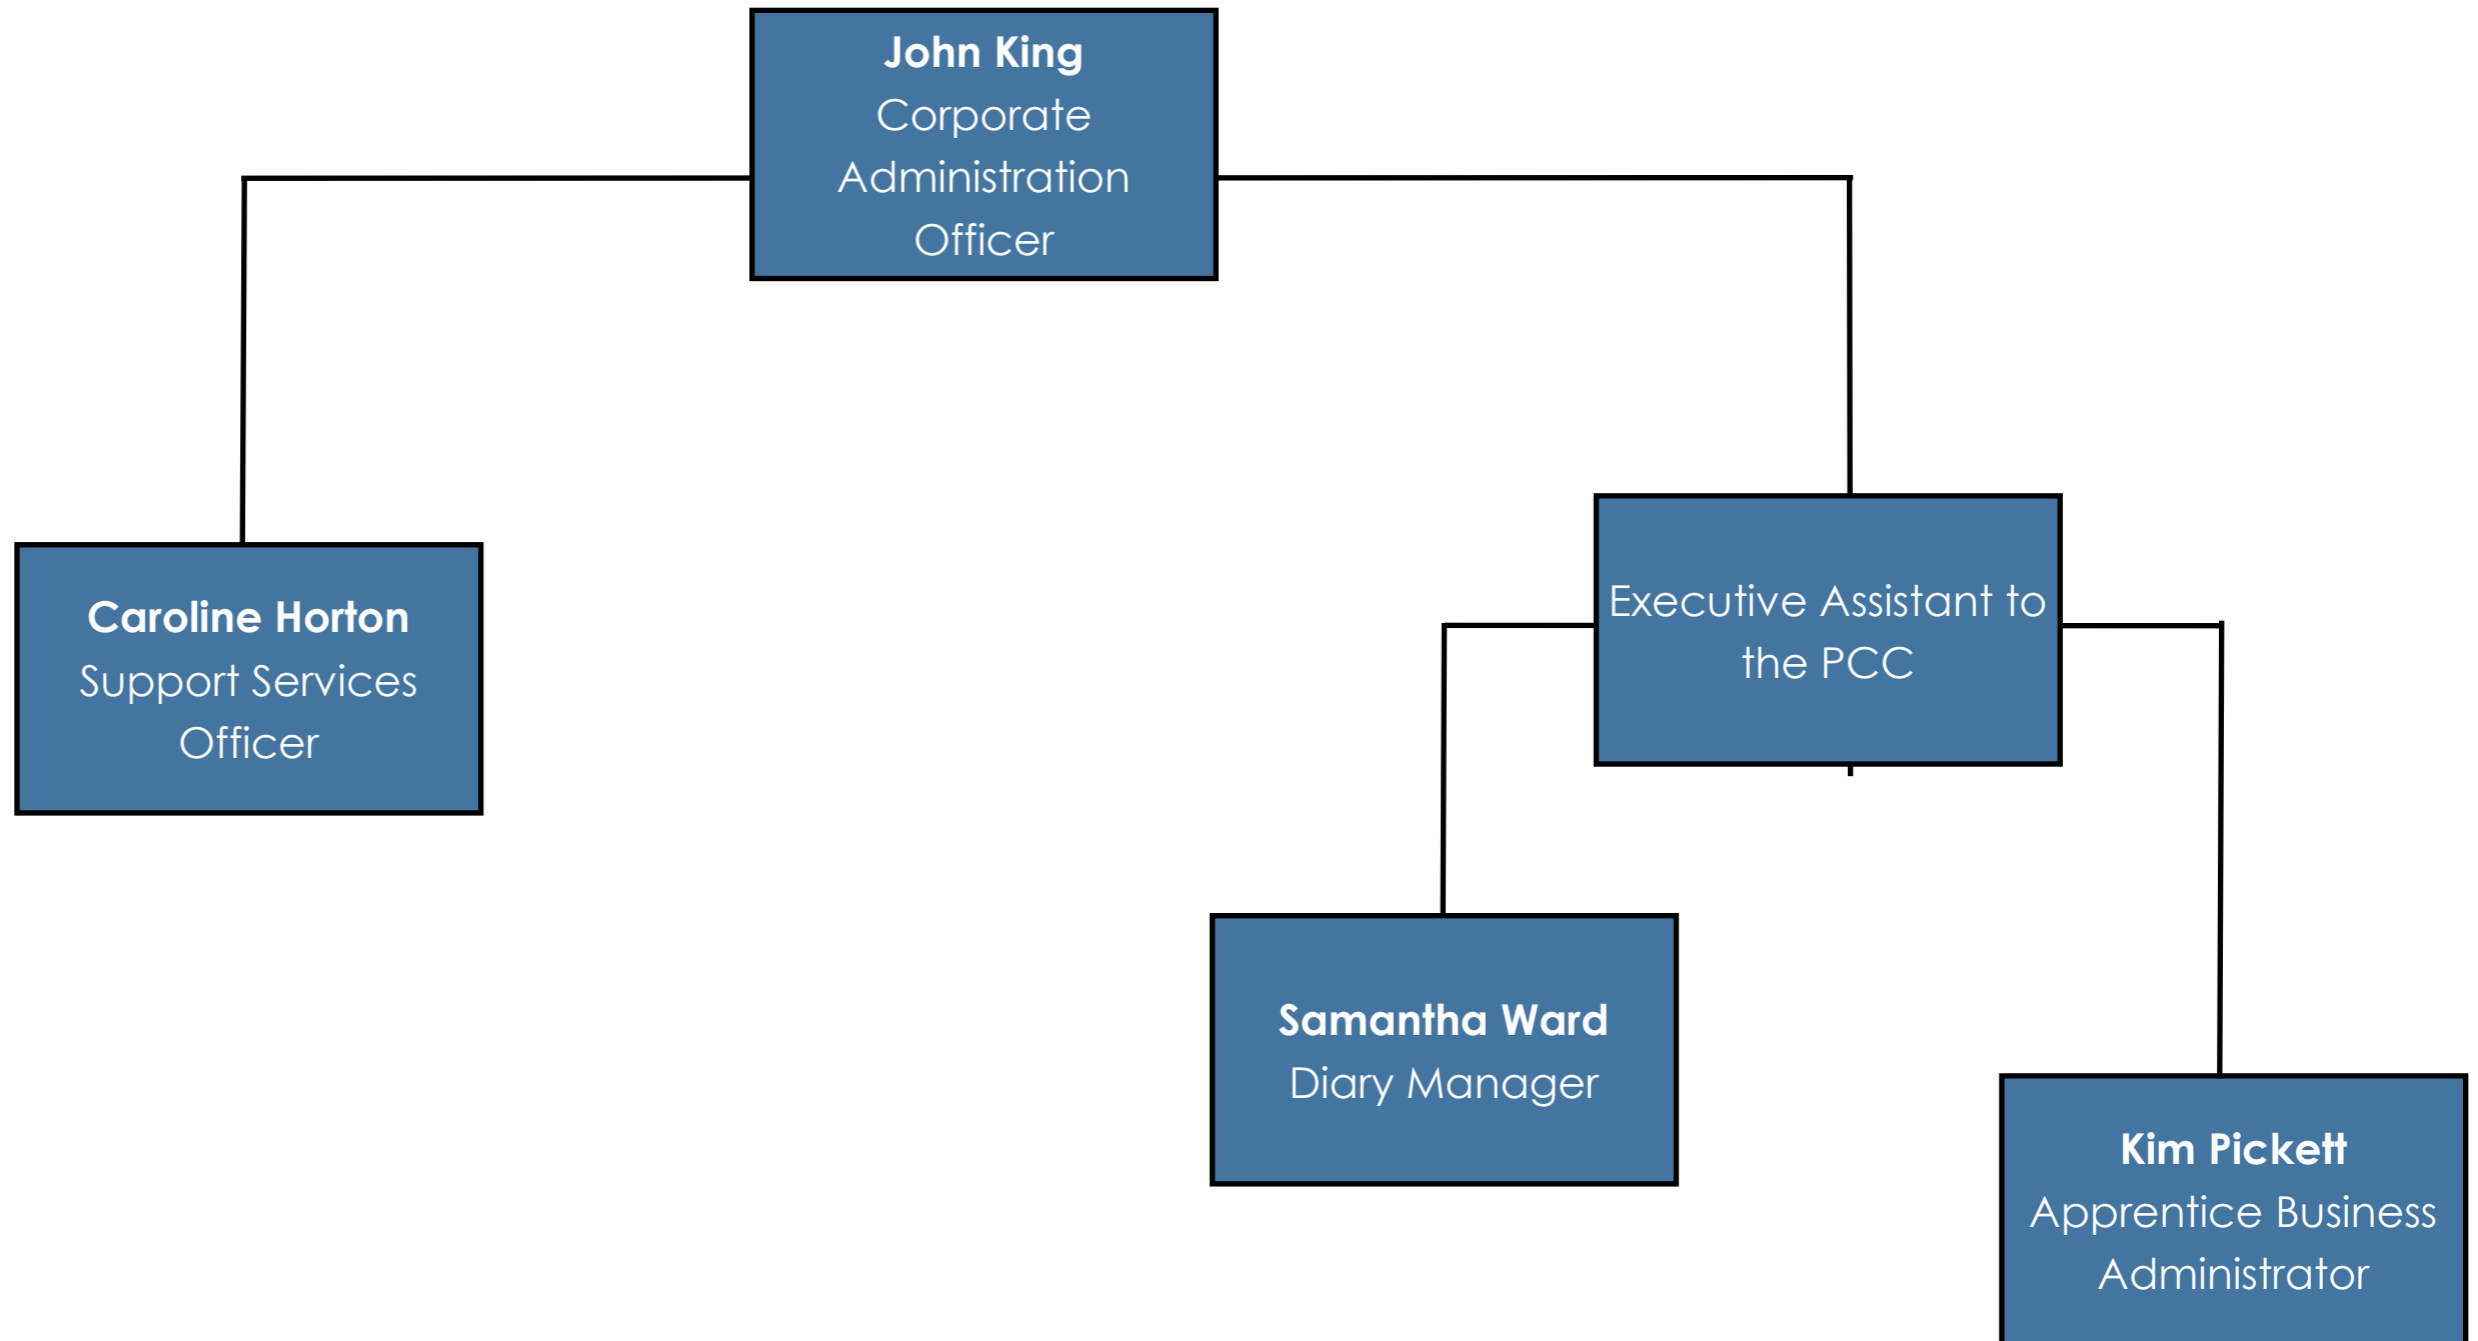 John King
Corporate
Administration
Officer
Caroline Horton
Support Services
Officer
Executive Assistant to
the PCC
Samantha Ward
Diary Manager
Kim Pickett
Apprentice Business
Administrator